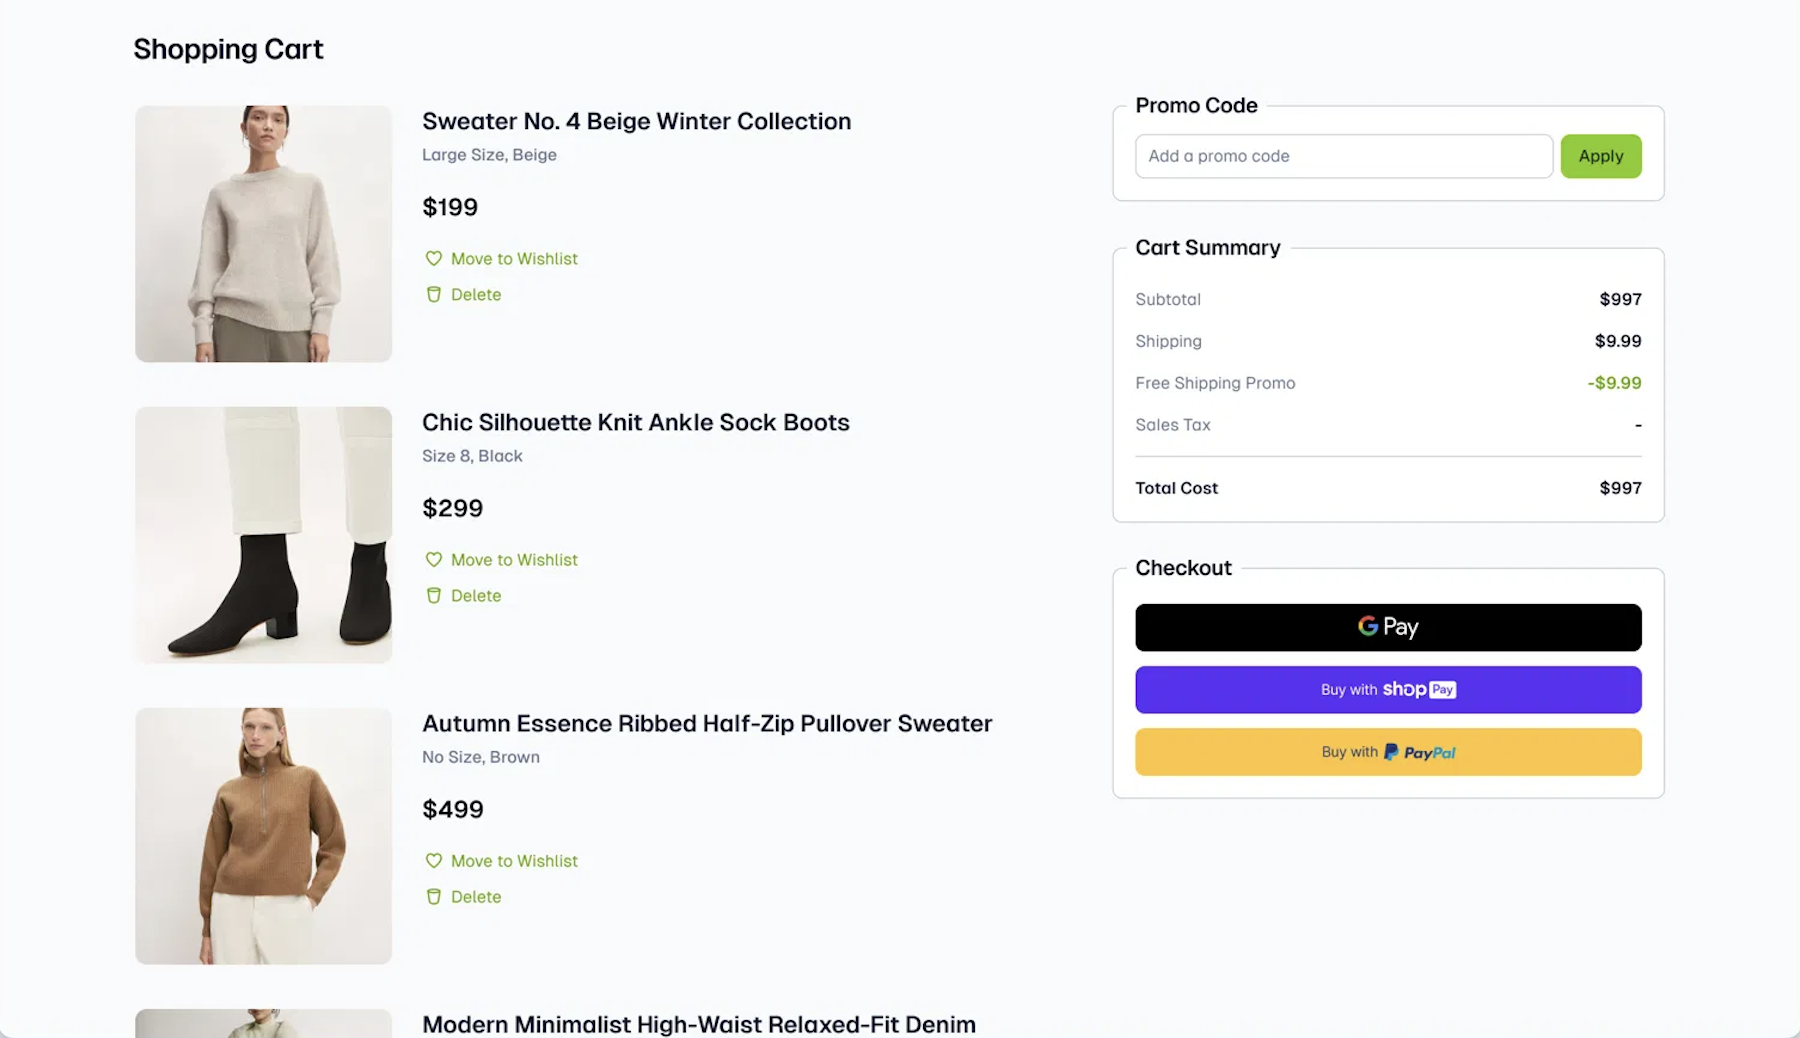 Shopping Cart
Sweater No. 4 Beige Winter Collection
Large Size, Beige
$199
Move to Wishlist
Delete
Chic Silhouette Knit Ankle Sock Boots
Size 8, Black
$299
Move to Wishlist
Delete
Autumn Essence Ribbed Half-Zip Pullover Sweater
No Size, Brown
$499
Move to Wishlist
Delete
Modern Minimalist High-Waist Relaxed-Fit Denim
Promo Code
Add a promo code
Apply
Cart Summary
Subtotal $997
Shipping $9.99
Free Shipping Promo -$9.99
Sales Tax -
Total Cost $997
Checkout
G Pay
Buy with shop Pay
Buy with PayPal